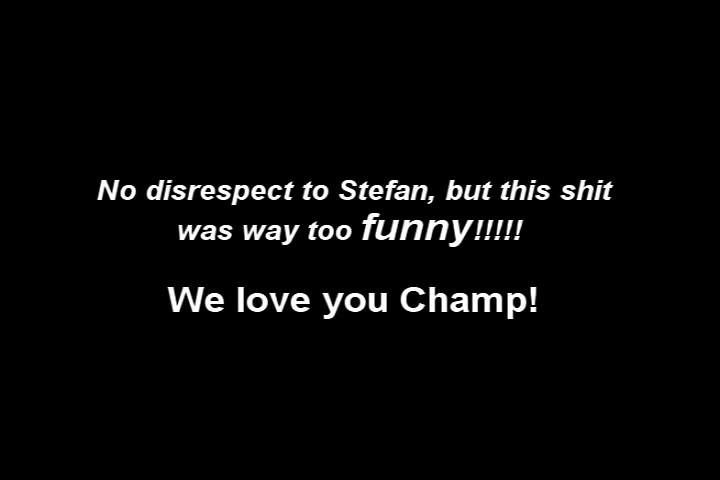 No disrespect to Stefan, but this shit
was way too funny!!!!!
We love you Champ!